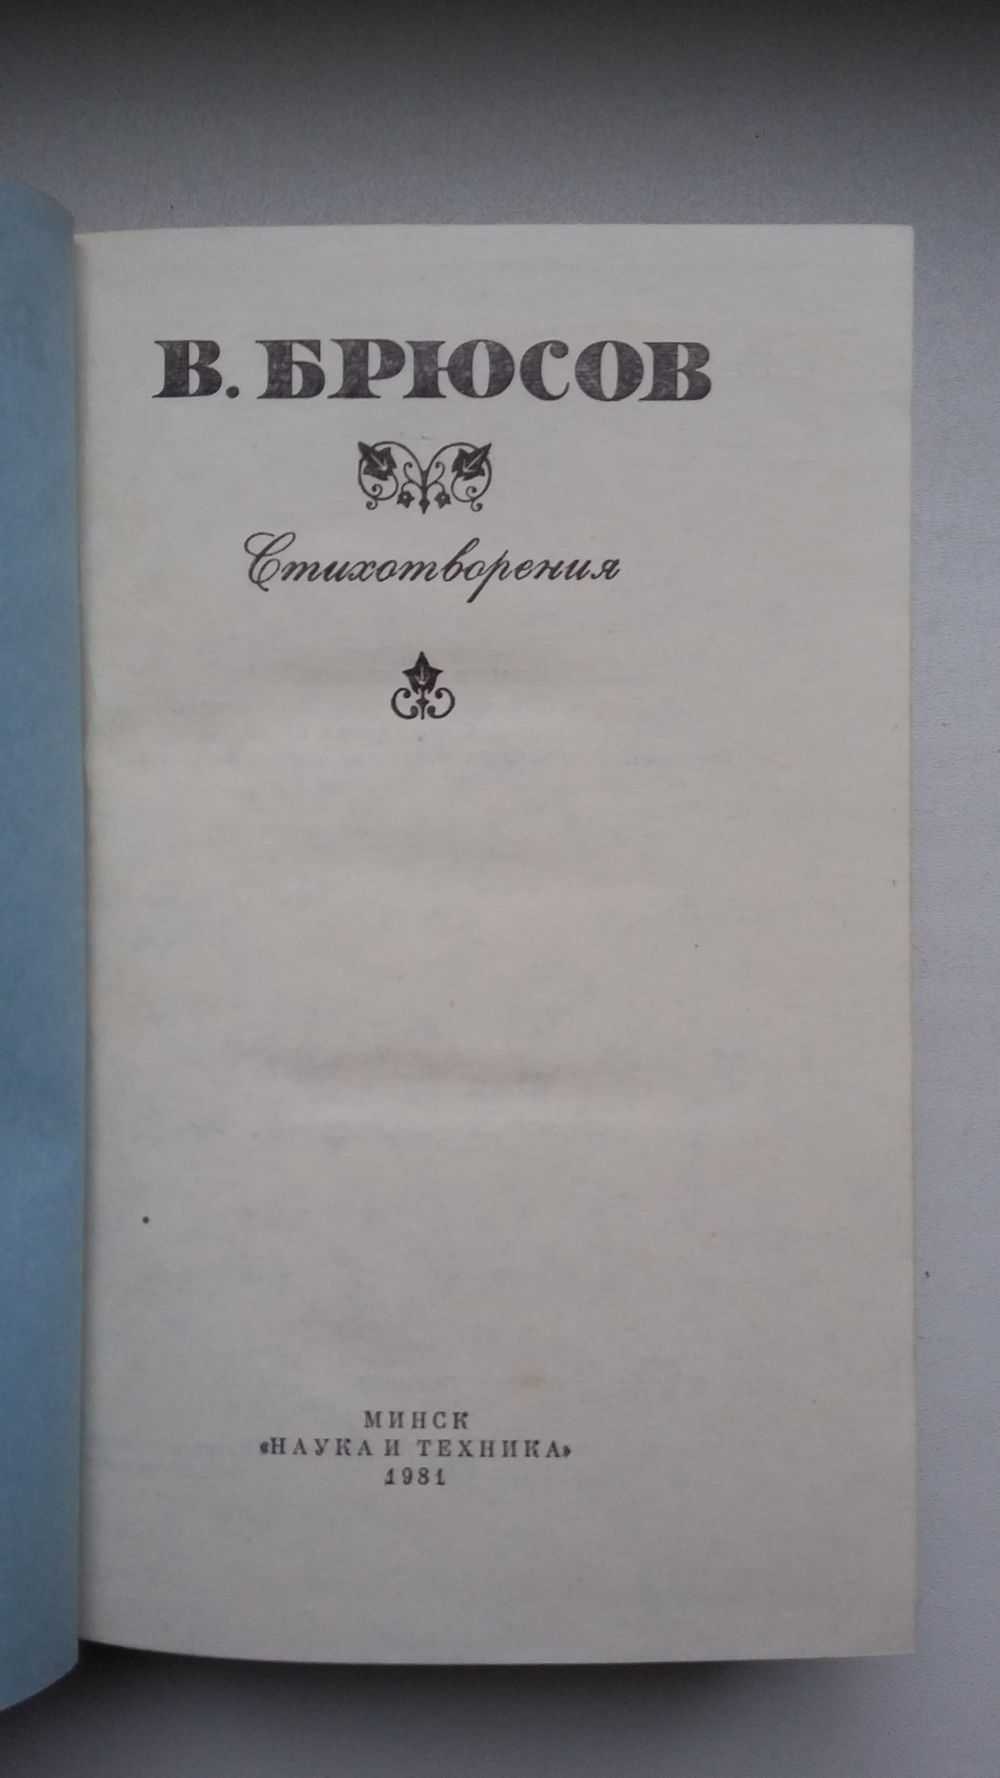 В. БРЮСОВ
Стихотворения
МИНСК
«НАУКА И ТЕХНИКА»
1981